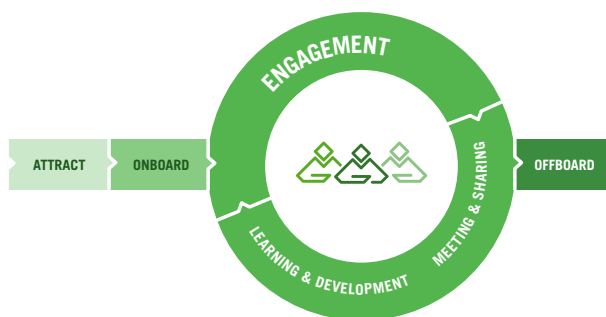 ENGAGEMENT
ATTRACT
ONBOARD
OFFBOARD
MEETING & SHARING
LEARNING & DEVELOPMENT